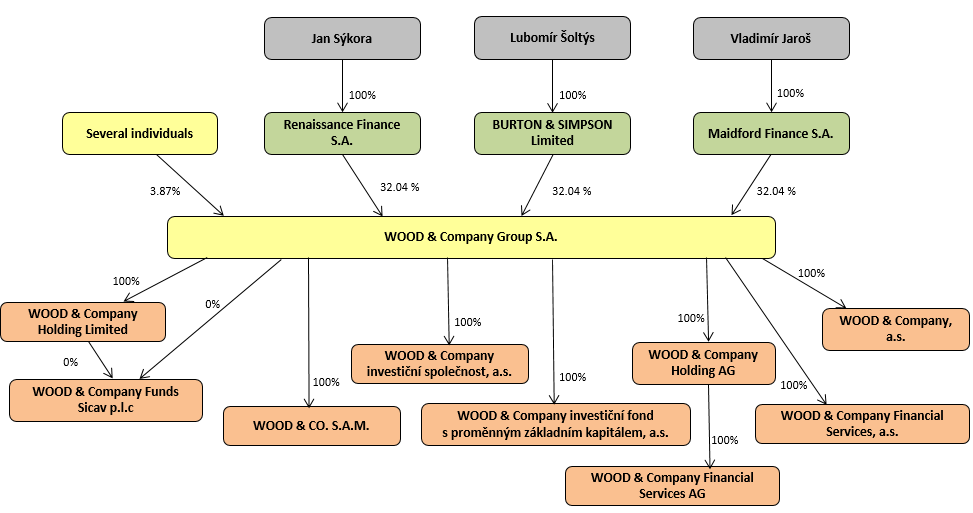 Jan Sýkora
Lubomír Šoltýs
Vladimír Jaroš
100%
100%
100%
Several individuals
Renaissance Finance
S.A.
BURTON & SIMPSON
Limited
Maidford Finance S.A.
3.87%
32.04 %
32.04 %
32.04 %
WOOD & Company Group S.A.
100%
0%
100%
WOOD & Company
Holding Limited
WOOD & Company,
a.s.
100%
100%
0%
WOOD & Company
investiční společnost, a.s.
WOOD & Company
Holding AG
100%
100%
100%
WOOD & Company Funds
Sicav p.l.c
WOOD & CO. S.A.M.
WOOD & Company investiční fond
s proměnným základním kapitálem, a.s.
WOOD & Company Financial
Services, a.s.
100%
WOOD & Company Financial
Services AG